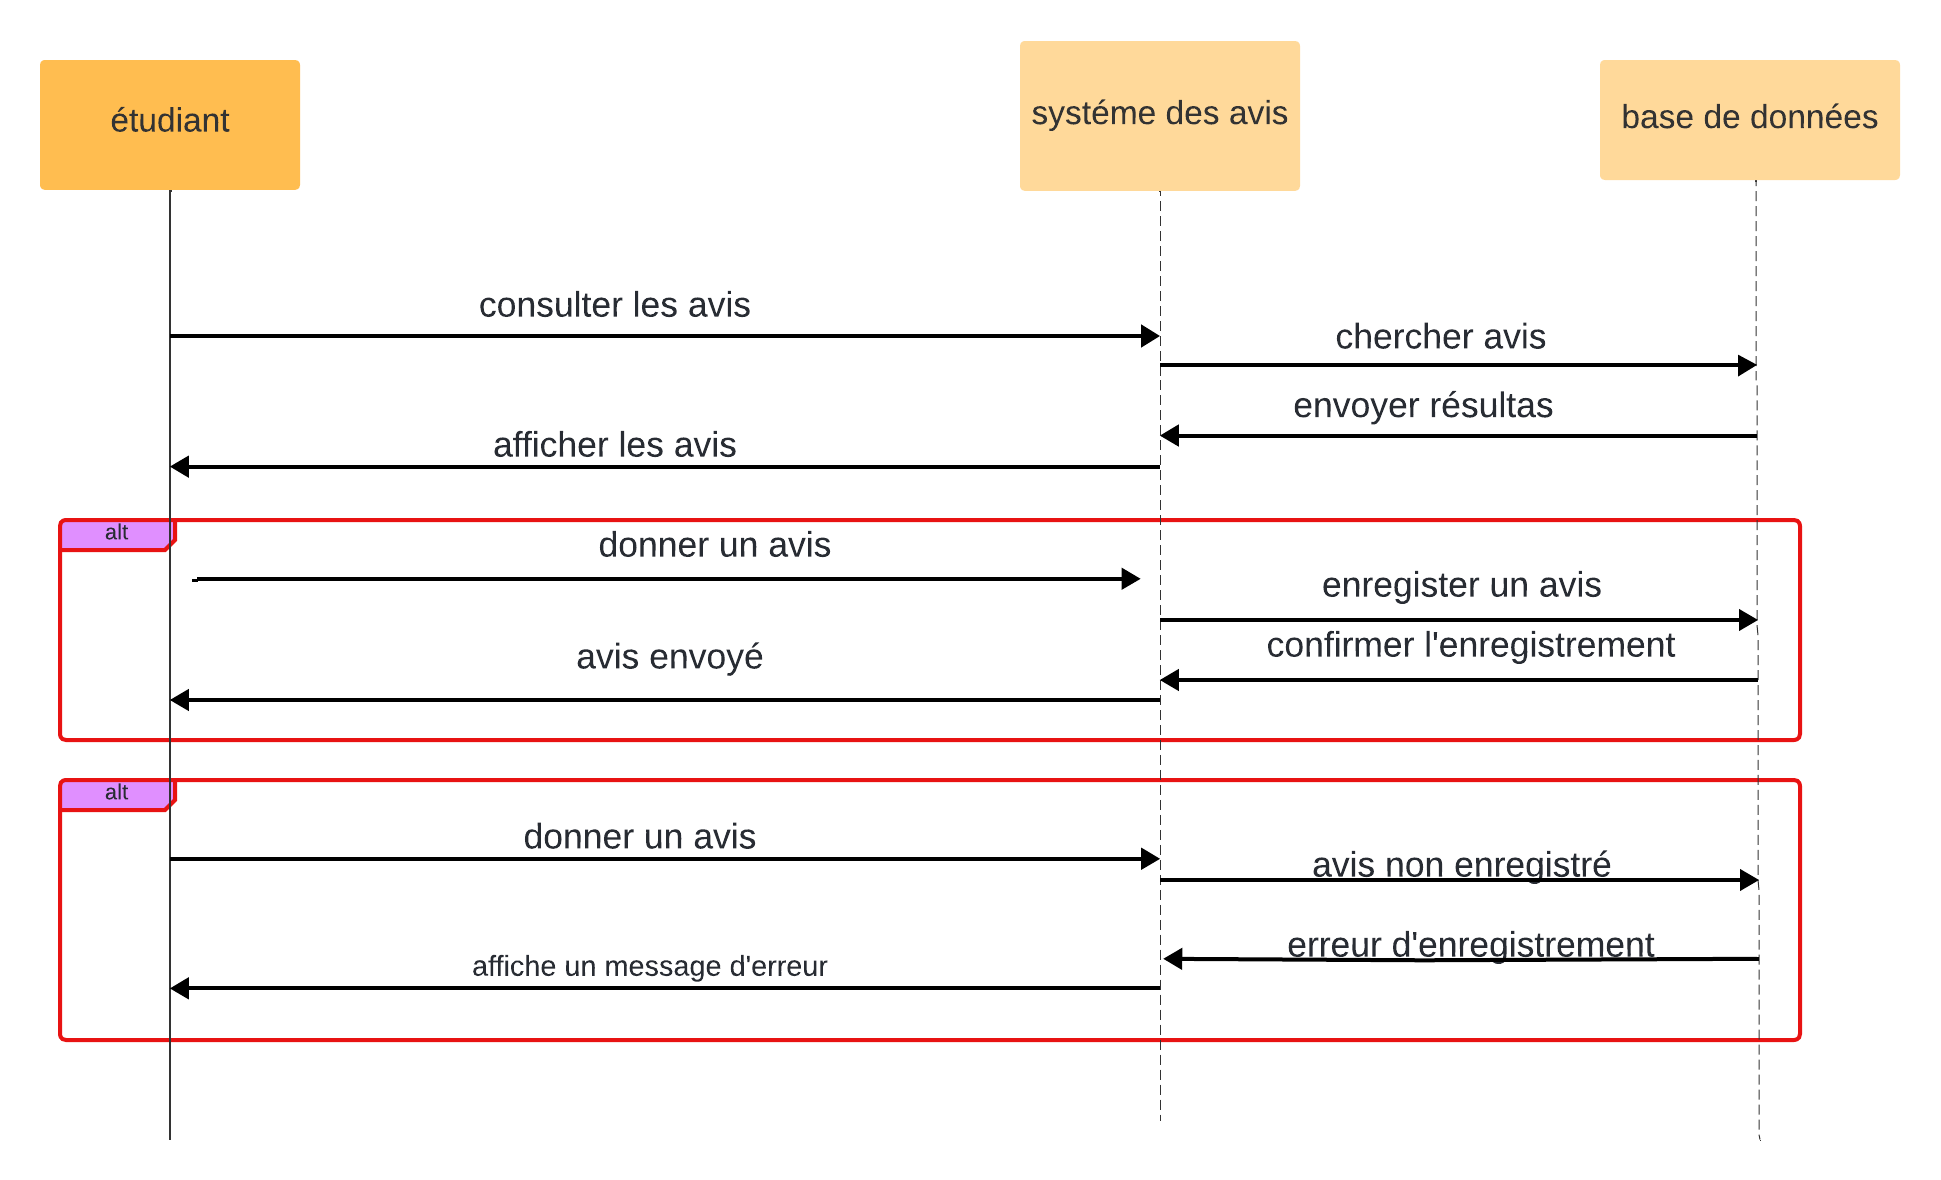 étudiant
systéme des avis
base de données
consulter les avis
chercher avis
envoyer résultas
afficher les avis
alt
donner un avis
enregister un avis
confirmer l'enregistrement
avis envoyé
alt
donner un avis
avis non enregistré
erreur d'enregistrement
affiche un message d'erreur